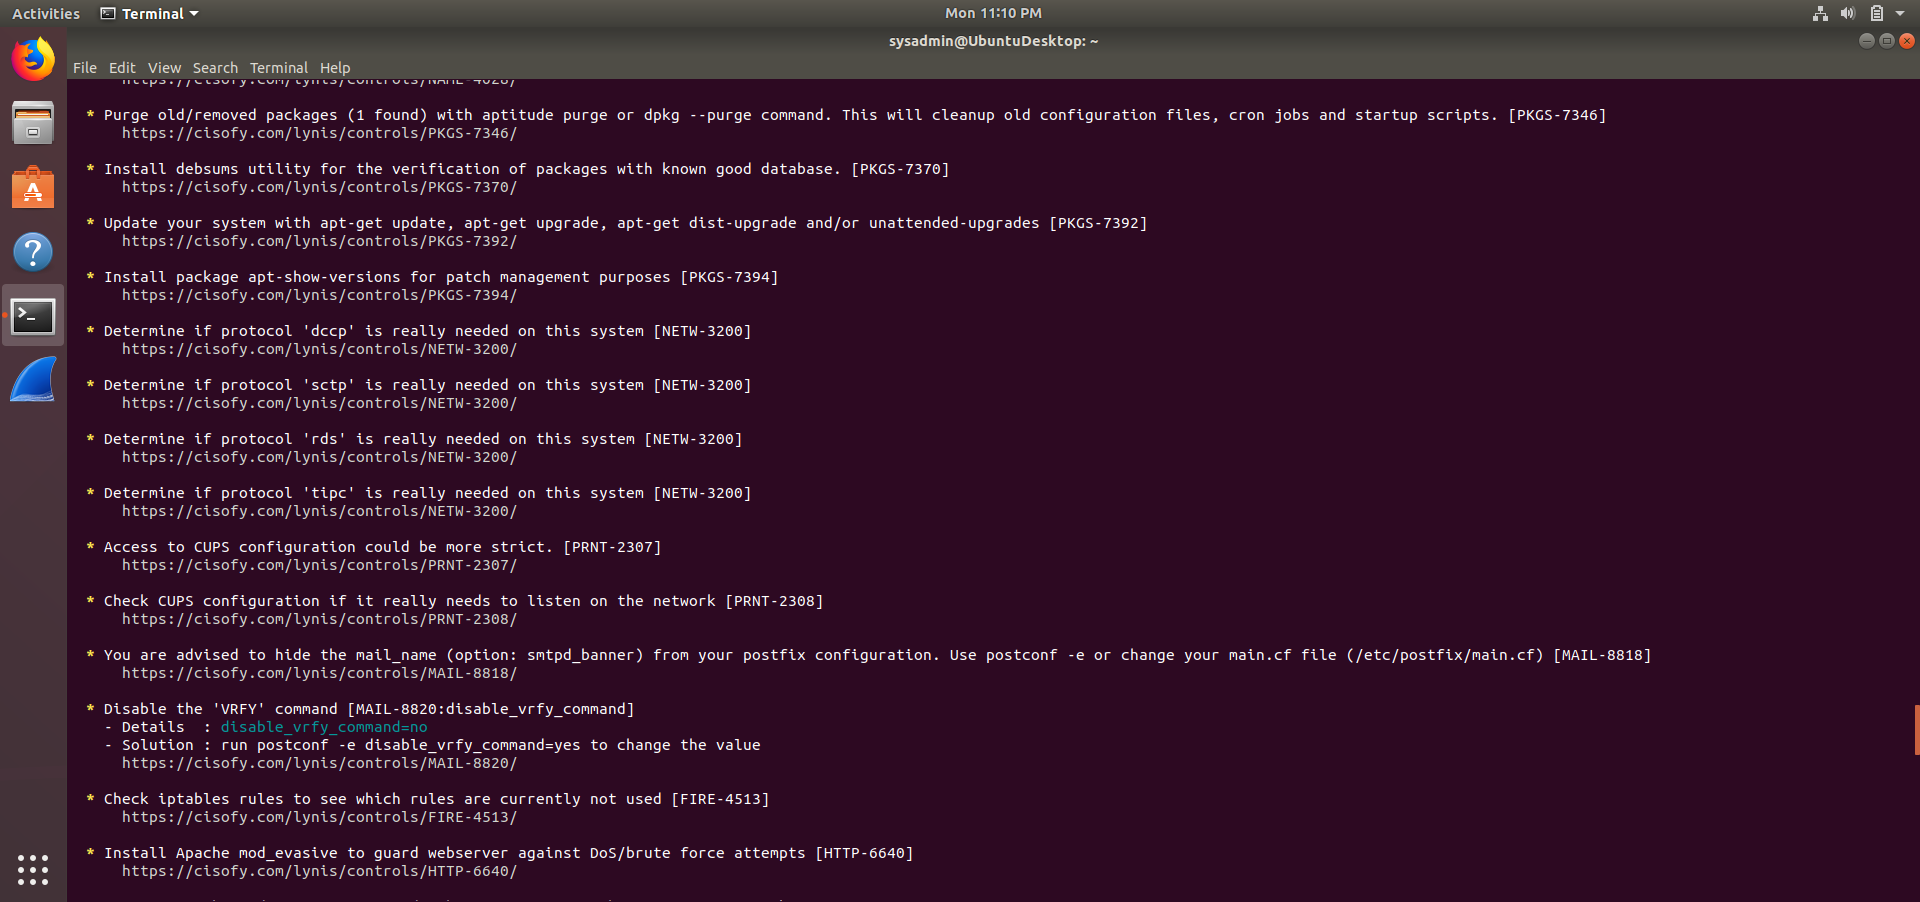 Activities Terminal Mon 11:10 PM
sysadmin@UbuntuDesktop: ~
File Edit View Search Terminal Help
https://cisofy.com/lynis/controls/NAME-4028/
* Purge old/removed packages (1 found) with aptitude purge or dpkg --purge command. This will cleanup old configuration files, cron jobs and startup scripts. [PKGS-7346]
https://cisofy.com/lynis/controls/PKGS-7346/
* Install debsums utility for the verification of packages with known good database. [PKGS-7370]
https://cisofy.com/lynis/controls/PKGS-7370/
* Update your system with apt-get update, apt-get upgrade, apt-get dist-upgrade and/or unattended-upgrades [PKGS-7392]
https://cisofy.com/lynis/controls/PKGS-7392/
* Install package apt-show-versions for patch management purposes [PKGS-7394]
https://cisofy.com/lynis/controls/PKGS-7394/
* Determine if protocol 'dccp' is really needed on this system [NETW-3200]
https://cisofy.com/lynis/controls/NETW-3200/
* Determine if protocol 'sctp' is really needed on this system [NETW-3200]
https://cisofy.com/lynis/controls/NETW-3200/
* Determine if protocol 'rds' is really needed on this system [NETW-3200]
https://cisofy.com/lynis/controls/NETW-3200/
* Determine if protocol 'tipc' is really needed on this system [NETW-3200]
https://cisofy.com/lynis/controls/NETW-3200/
* Access to CUPS configuration could be more strict. [PRNT-2307]
https://cisofy.com/lynis/controls/PRNT-2307/
* Check CUPS configuration if it really needs to listen on the network [PRNT-2308]
https://cisofy.com/lynis/controls/PRNT-2308/
* You are advised to hide the mail_name (option: smtpd_banner) from your postfix configuration. Use postconf -e or change your main.cf file (/etc/postfix/main.cf) [MAIL-8818]
https://cisofy.com/lynis/controls/MAIL-8818/
* Disable the 'VRFY' command [MAIL-8820:disable_vrfy_command]
- Details  : disable_vrfy_command=no
- Solution : run postconf -e disable_vrfy_command=yes to change the value
https://cisofy.com/lynis/controls/MAIL-8820/
* Check iptables rules to see which rules are currently not used [FIRE-4513]
https://cisofy.com/lynis/controls/FIRE-4513/
* Install Apache mod_evasive to guard webserver against DoS/brute force attempts [HTTP-6640]
https://cisofy.com/lynis/controls/HTTP-6640/